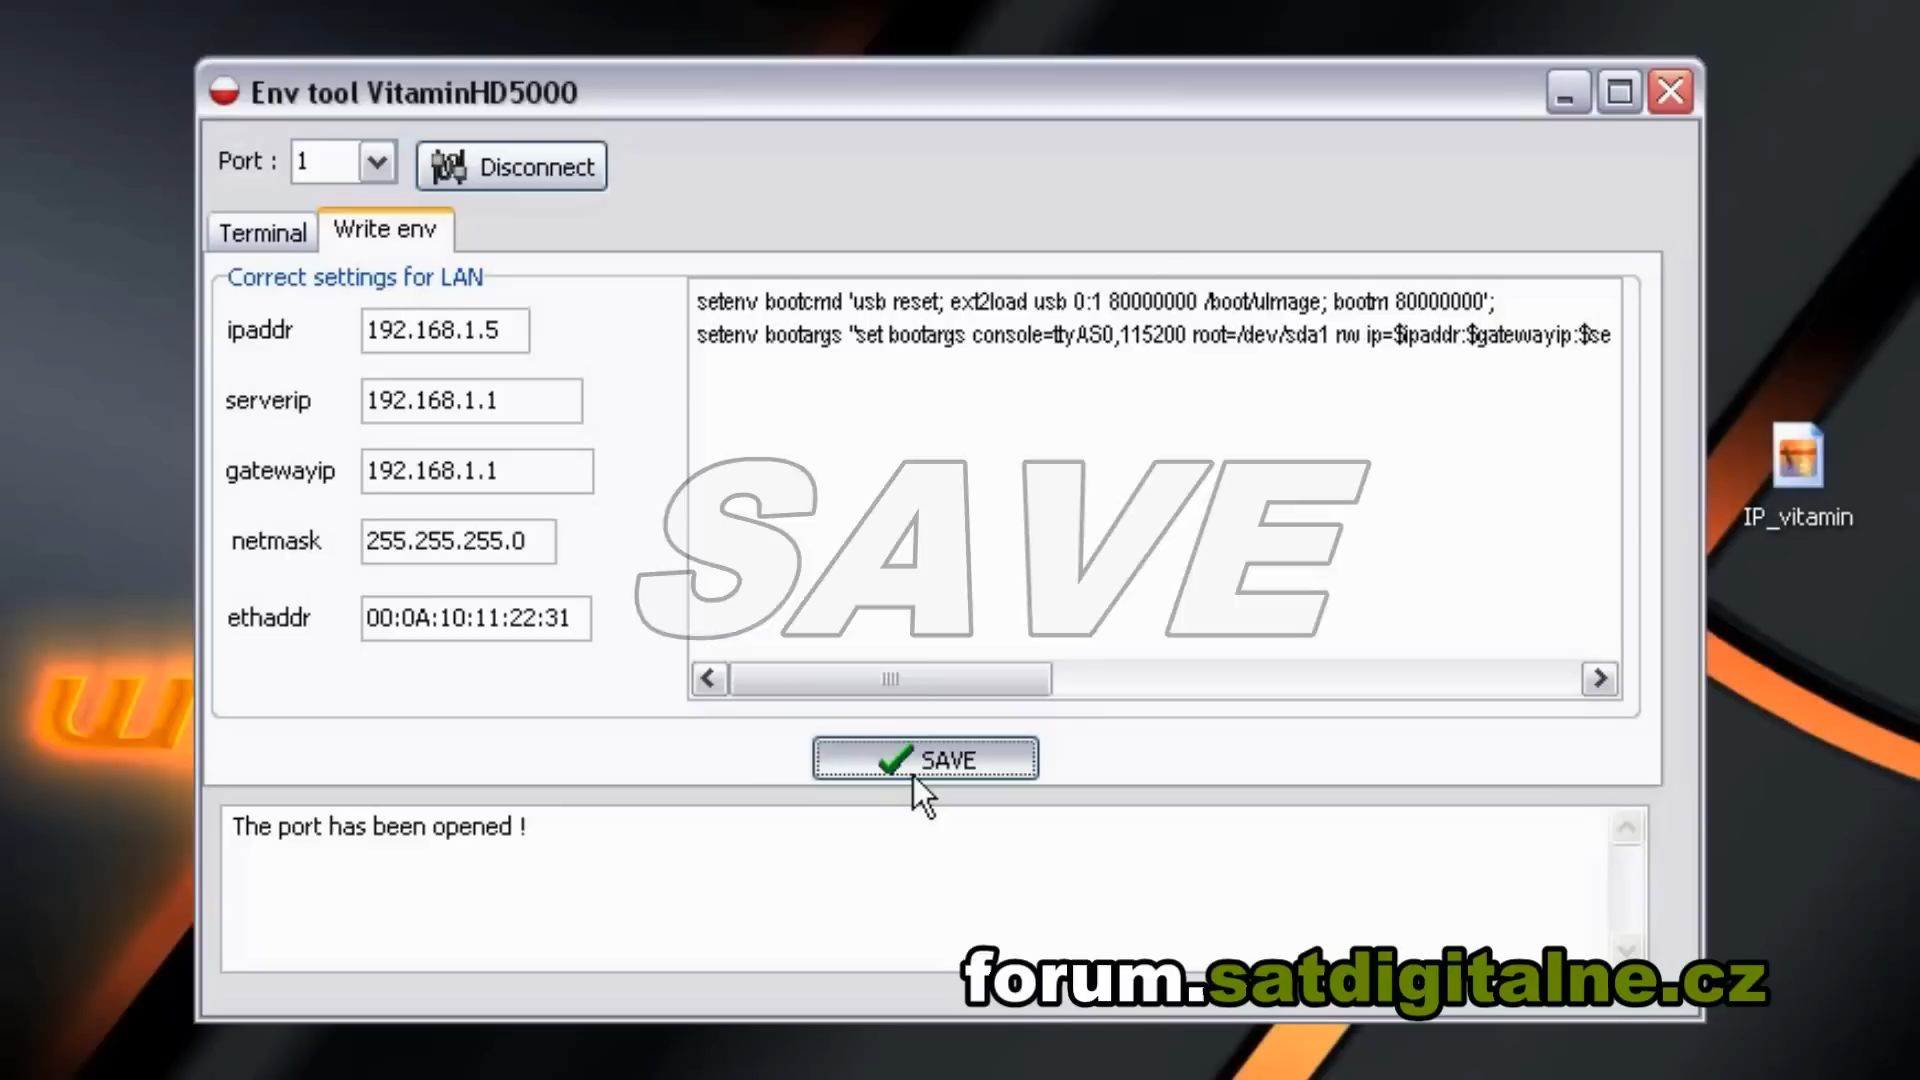 Env tool VitaminHD5000
Port : 1 Disconnect
Terminal Write env
Correct settings for LAN
ipaddr 192.168.1.5
serverip 192.168.1.1
gatewayip 192.168.1.1
netmask 255.255.255.0
ethaddr 00:0A:10:11:22:31
setenv bootcmd 'usb reset; ext2load usb 0:1 80000000 /boot/uImage; bootm 80000000';
setenv bootargs "set bootargs console=ttyAS0,115200 root=/dev/sda1 rw ip=$ipaddr:$gatewayip:$se
SAVE
SAVE
The port has been opened !
IP_vitamin
forum.satdigitalne.cz